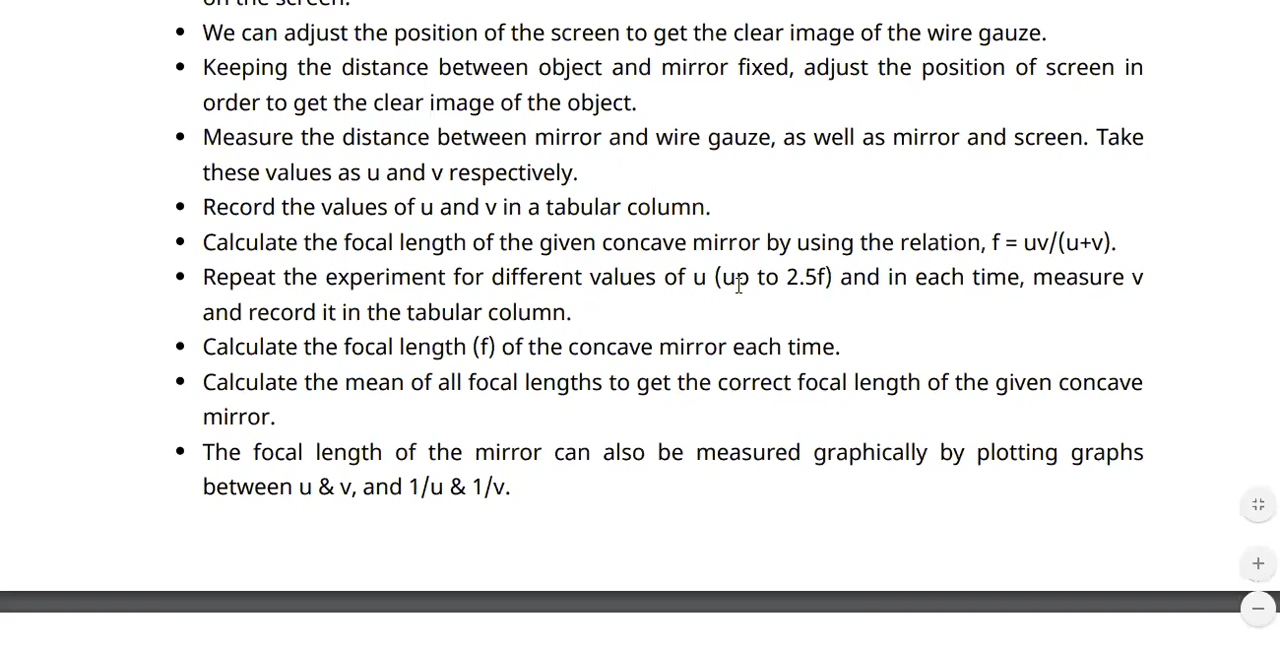 on the screen.
• We can adjust the position of the screen to get the clear image of the wire gauze.
• Keeping the distance between object and mirror fixed, adjust the position of screen in
order to get the clear image of the object.
• Measure the distance between mirror and wire gauze, as well as mirror and screen. Take
these values as u and v respectively.
• Record the values of u and v in a tabular column.
• Calculate the focal length of the given concave mirror by using the relation, f = uv/(u+v).
• Repeat the experiment for different values of u (up to 2.5f) and in each time, measure v
and record it in the tabular column.
• Calculate the focal length (f) of the concave mirror each time.
• Calculate the mean of all focal lengths to get the correct focal length of the given concave
mirror.
• The focal length of the mirror can also be measured graphically by plotting graphs
between u & v, and 1/u & 1/v.